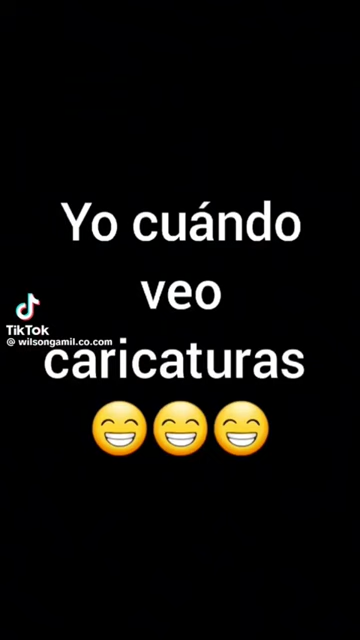 Yo cuándo
veo
TikTok
@ wilsongamil.co.com
caricaturas
😁😁😁